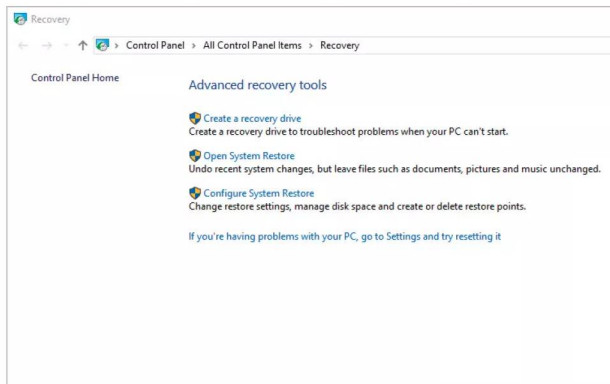 Recovery
Control Panel > All Control Panel Items > Recovery
Control Panel Home
Advanced recovery tools
Create a recovery drive
Create a recovery drive to troubleshoot problems when your PC can't start.
Open System Restore
Undo recent system changes, but leave files such as documents, pictures and music unchanged.
Configure System Restore
Change restore settings, manage disk space and create or delete restore points.
If you're having problems with your PC, go to Settings and try resetting it